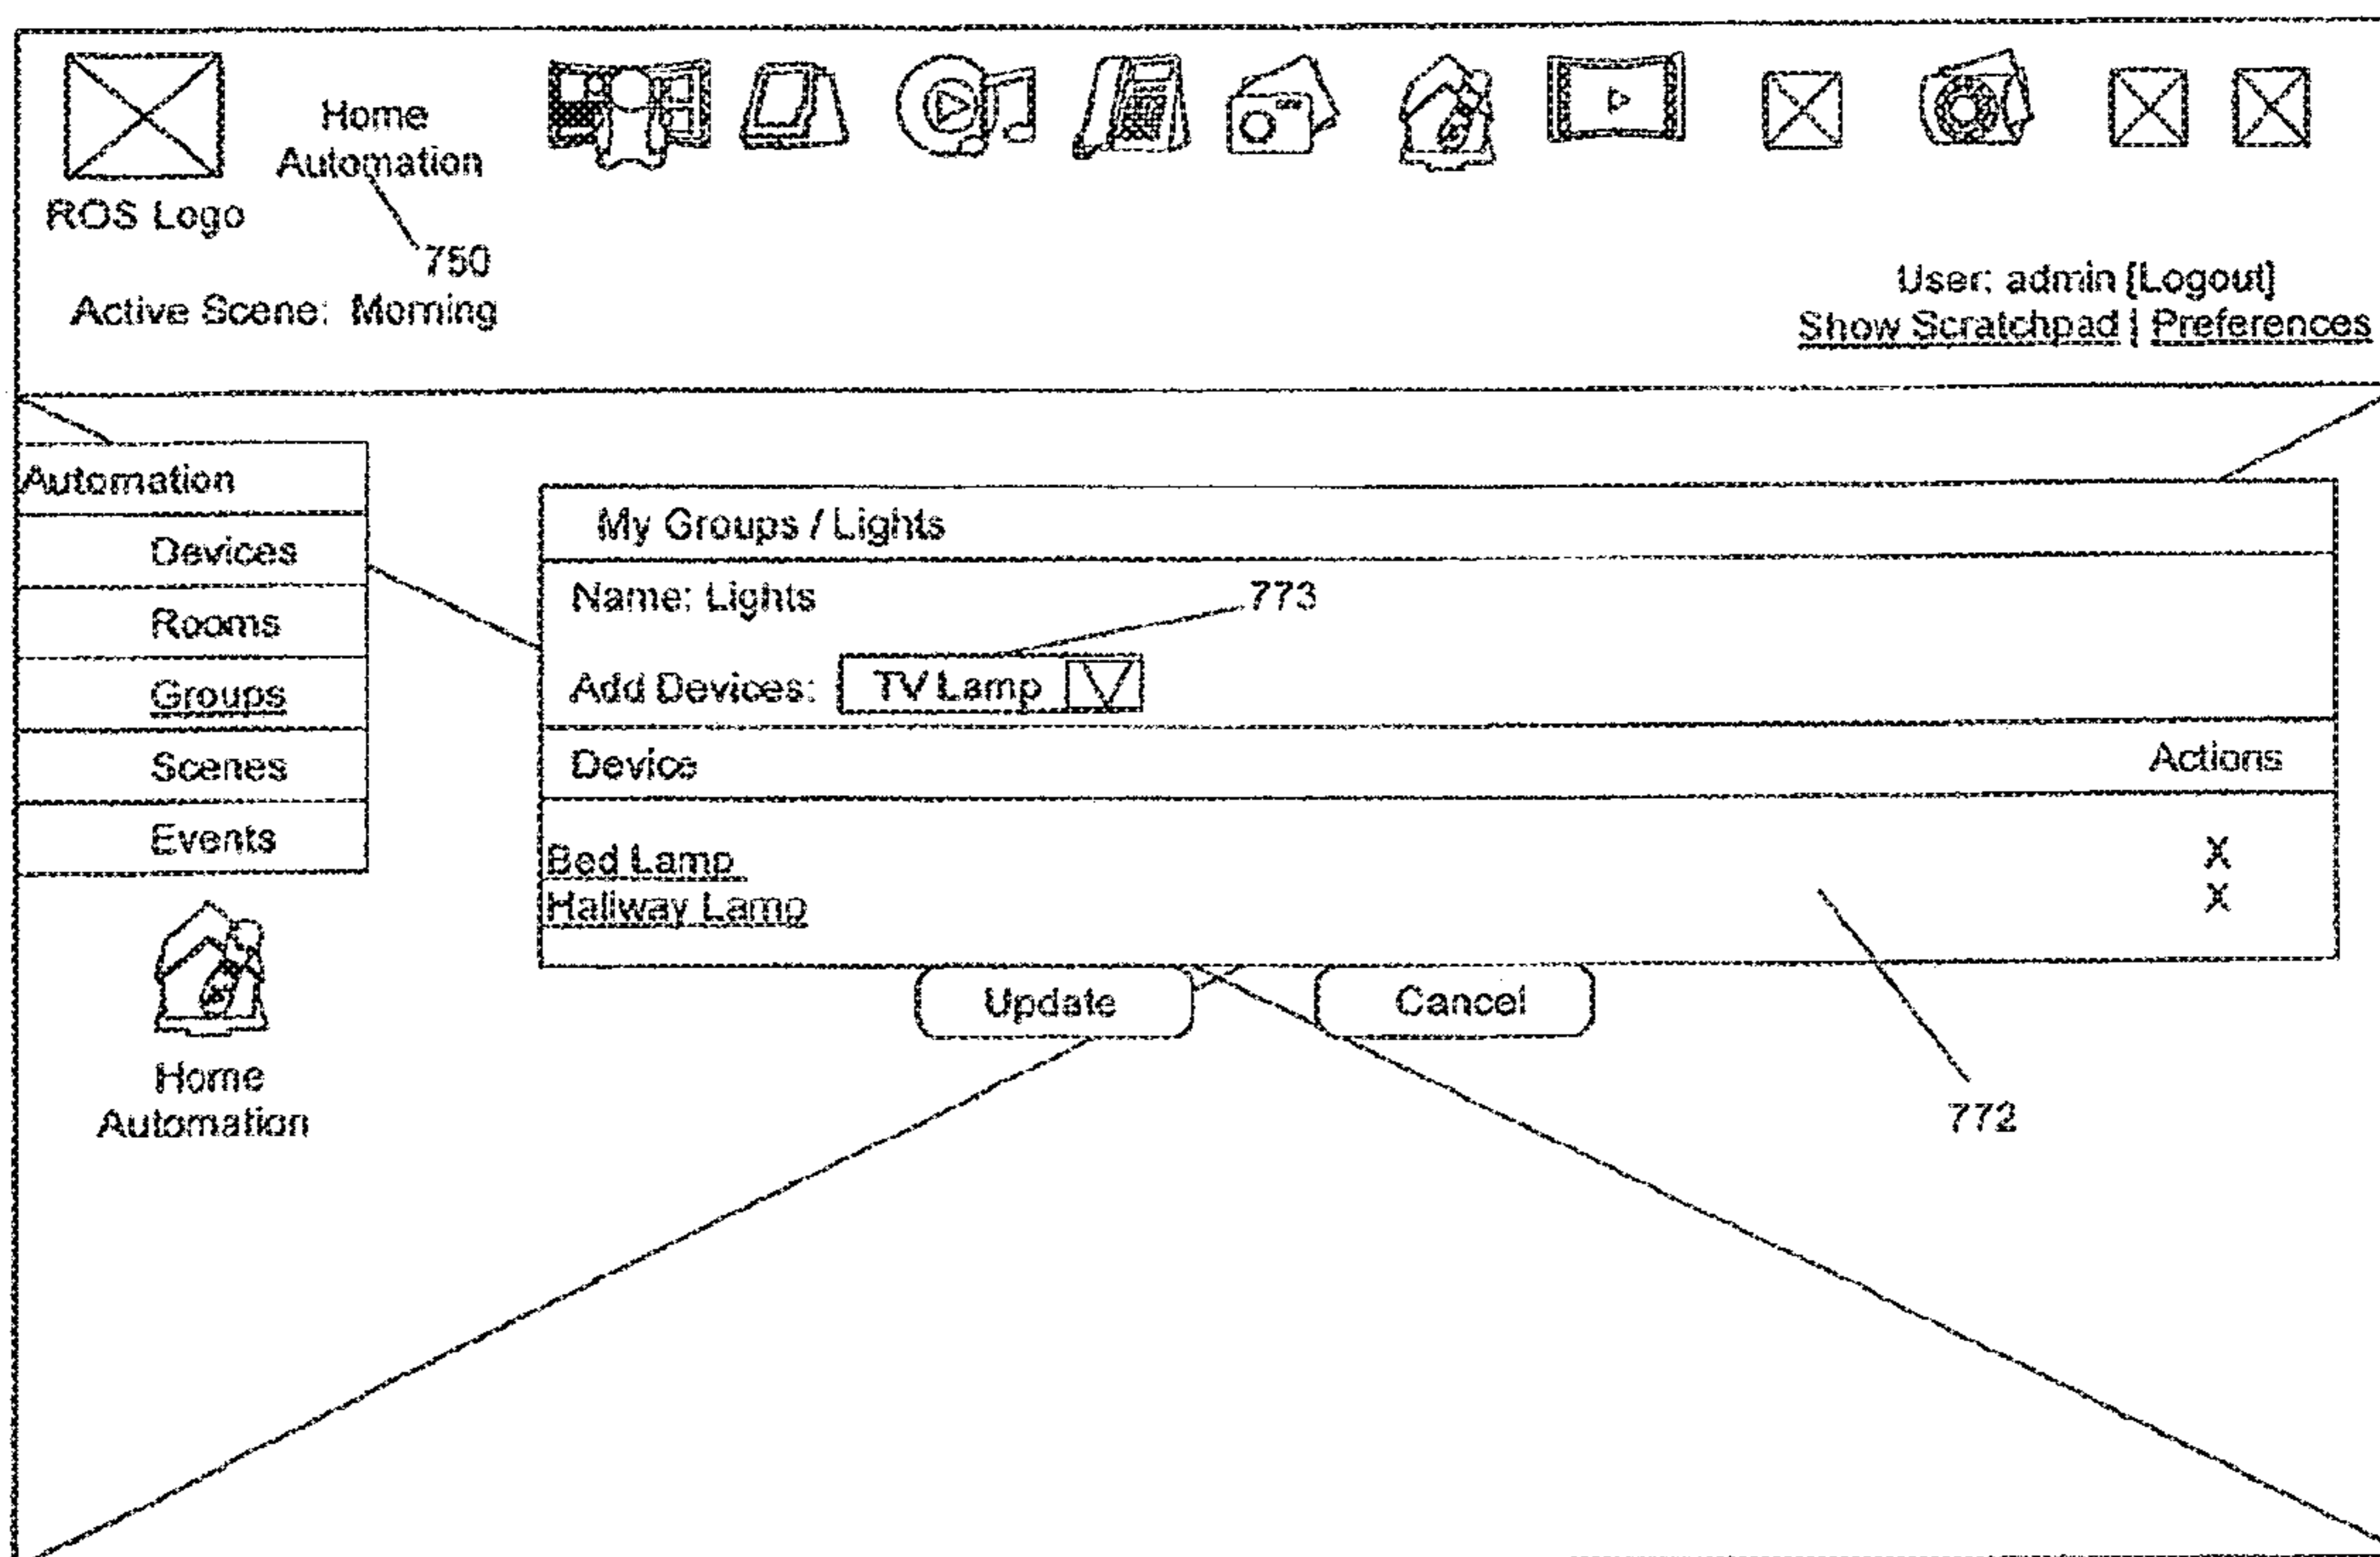 Home
Automation
ROS Logo
750
Active Scene: Morning
User: admin [Logout]
Show Scratchpad | Preferences
Automation
Devices
Rooms
Groups
Scenes
Events
Home
Automation
My Groups / Lights
Name: Lights
773
Add Devices: TV Lamp
Device Actions
Bed Lamp X
Hallway Lamp X
Update Cancel
772